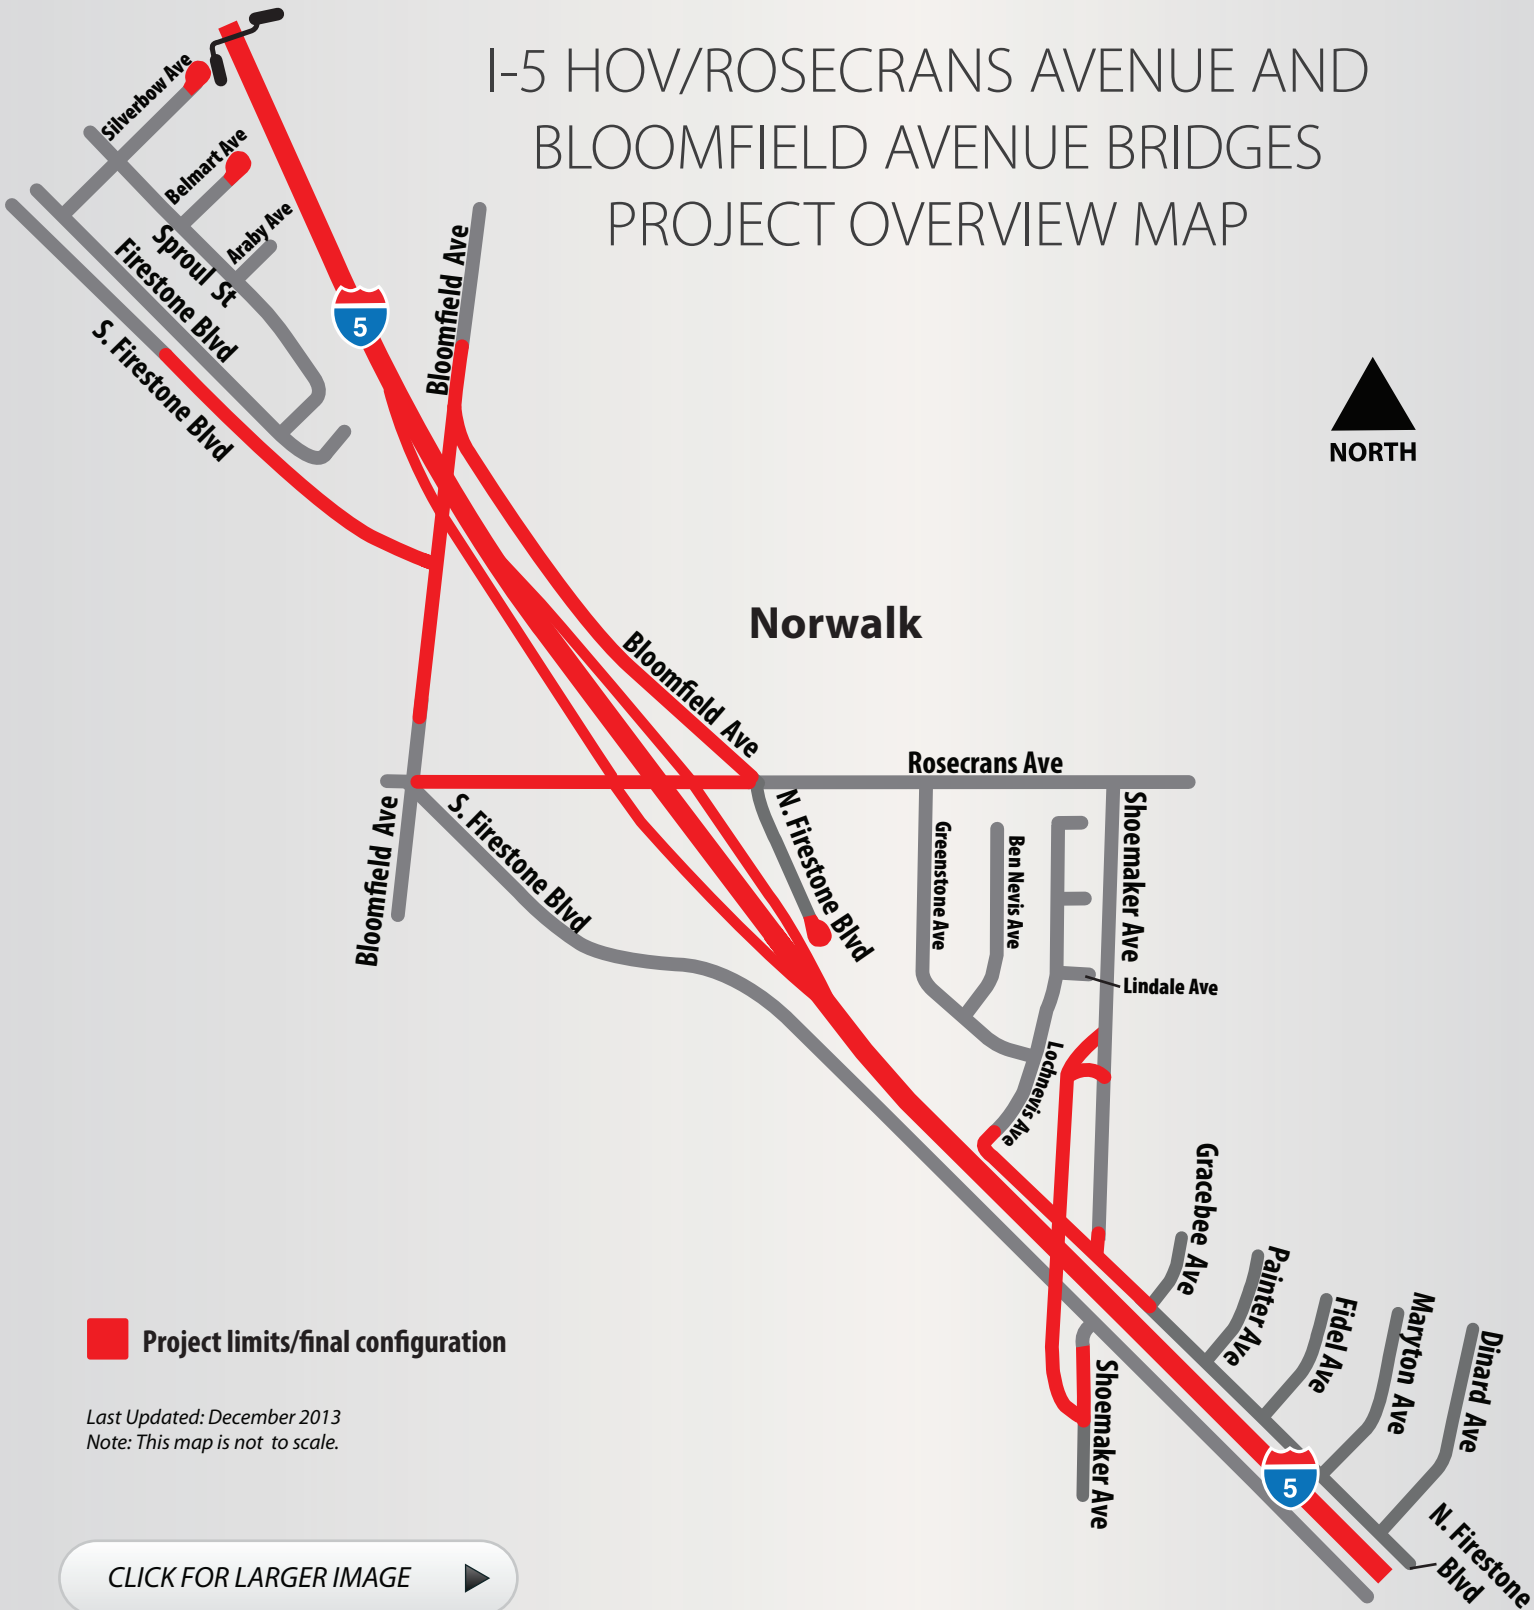 I-5 HOV/ROSECRANS AVENUE AND
BLOOMFIELD AVENUE BRIDGES
PROJECT OVERVIEW MAP
Silverbow Ave
Belmart Ave
Araby Ave
Sproul St
Firestone Blvd
S. Firestone Blvd
5
Bloomfield Ave
NORTH
Norwalk
Bloomfield Ave
Rosecrans Ave
Bloomfield Ave
S. Firestone Blvd
N. Firestone Blvd
Greenstone Ave
Ben Nevis Ave
Shoemaker Ave
Lindale Ave
Lochnevis Ave
Gracebee Ave
Painter Ave
Fidel Ave
Maryton Ave
Dinard Ave
Shoemaker Ave
5
N. Firestone
Blvd
Project limits/final configuration
Last Updated: December 2013
Note: This map is not to scale.
CLICK FOR LARGER IMAGE